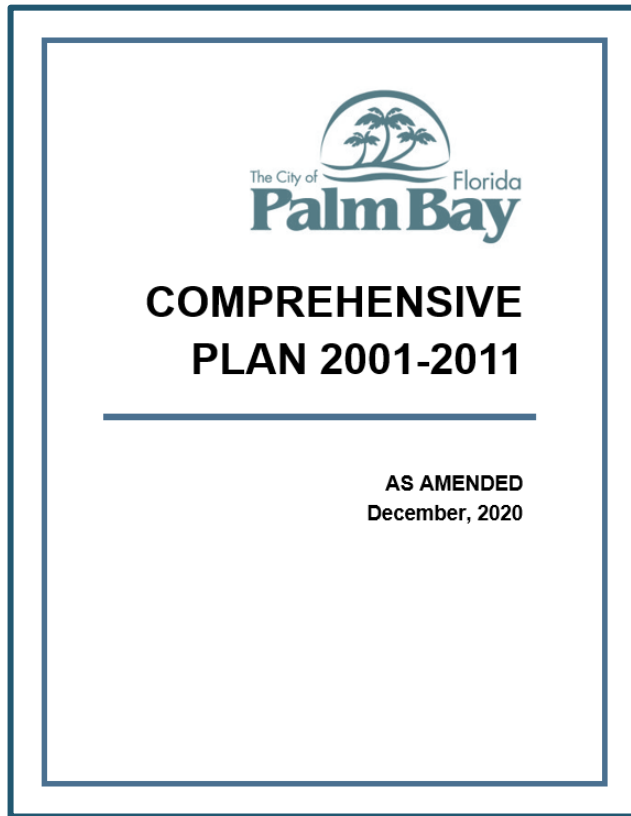 The City of Florida
Palm Bay
COMPREHENSIVE
PLAN 2001-2011
AS AMENDED
December, 2020